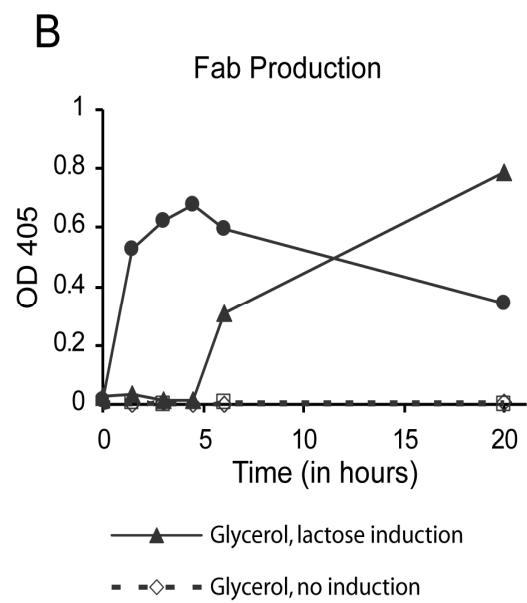 B
Fab Production
1
0.8
0.6
0.4
0.2
0
OD 405
0 5 10 15 20
Time (in hours)
Glycerol, lactose induction
Glycerol, no induction